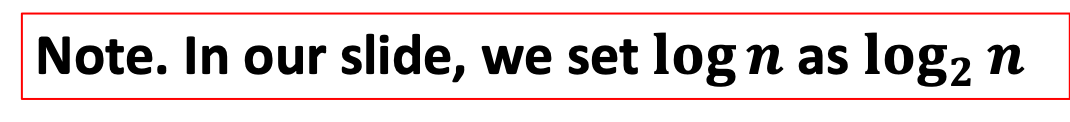 Note. In our slide, we set log n as log₂ n